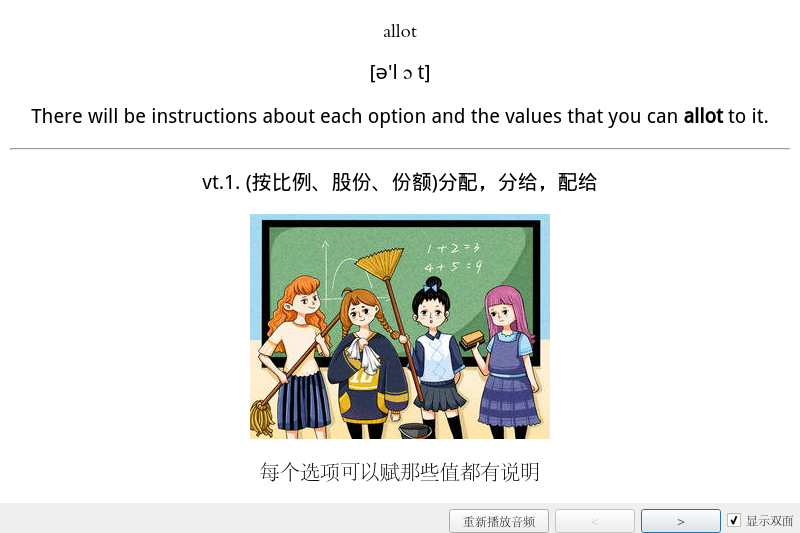 allot
[ə'l ɔ t]
There will be instructions about each option and the values that you can allot to it.
vt.1. (按比例、股份、份额)分配，分给，配给
1+2=3
4+5=9
每个选项可以赋那些值都有说明
重新播放音频 < > 显示双面